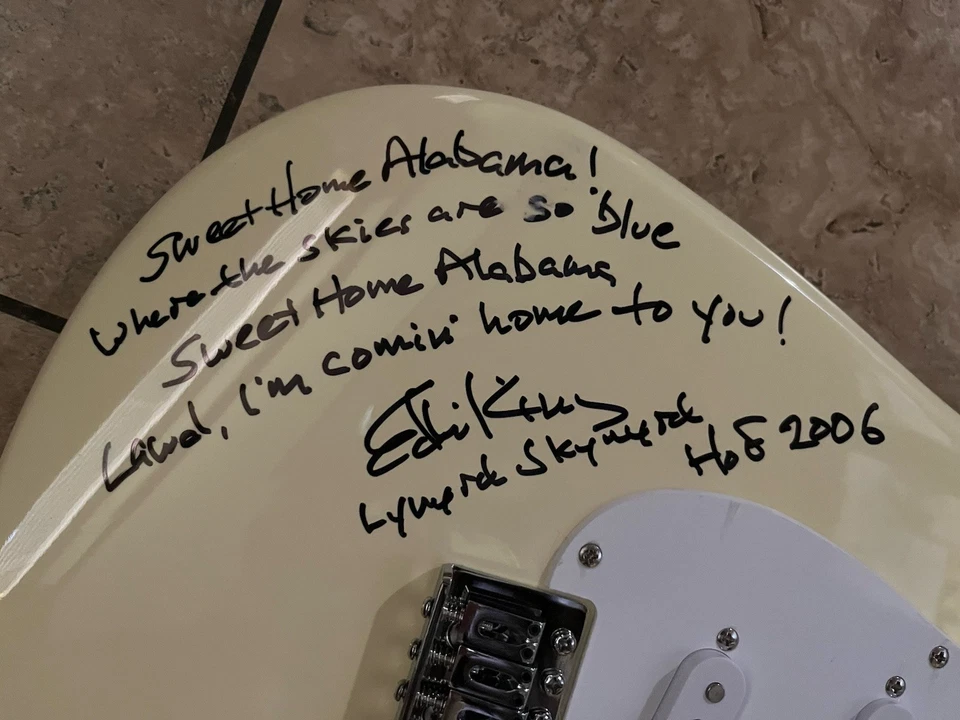 Sweet Home Alabama!
Where the skies are so Blue
Sweet Home Alabama
Lawd, I'm comin' home to you!
Ed King
Lynyrd Skynyrd
HoF 2006